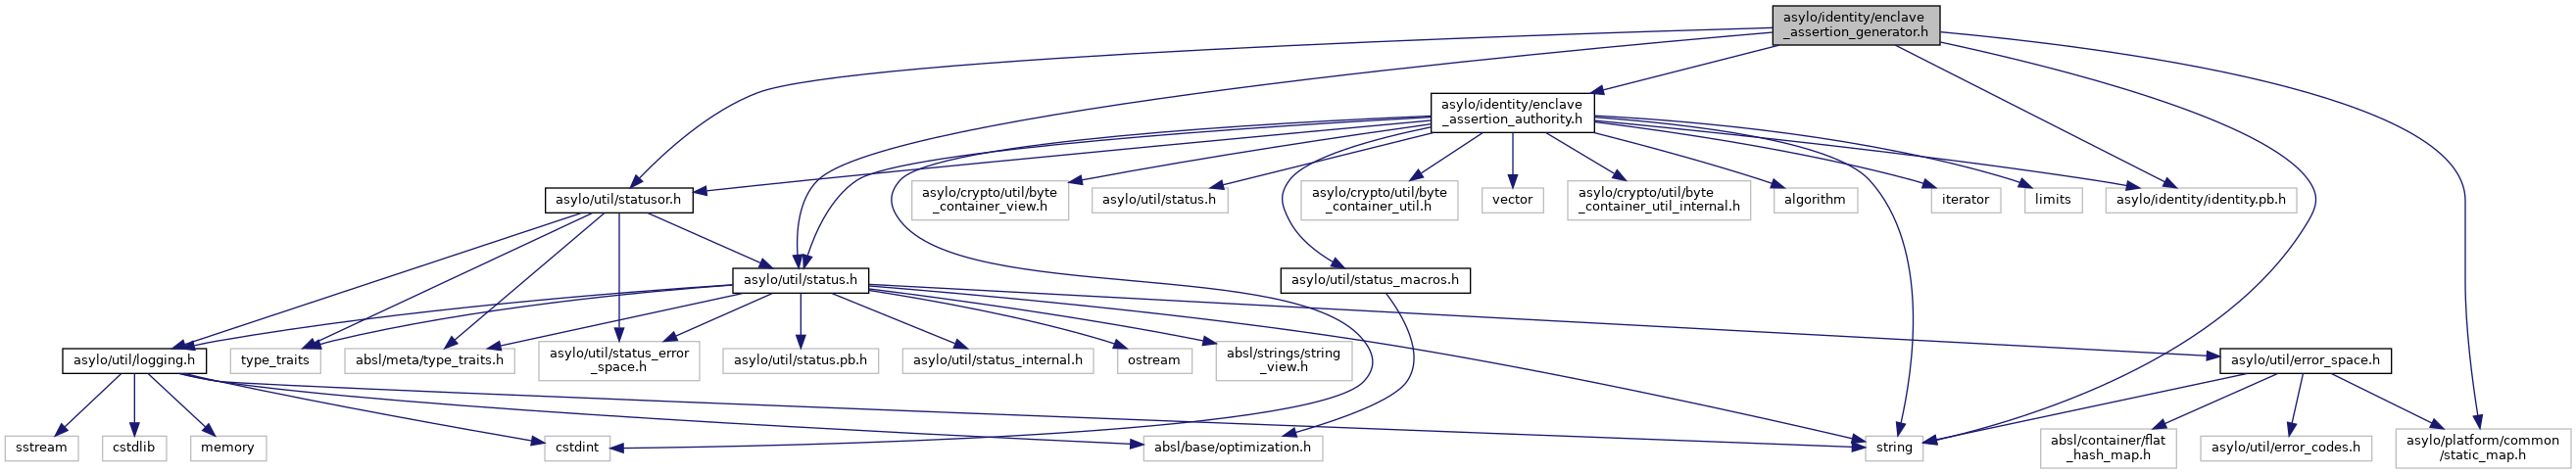 asylo/identity/enclave
_assertion_generator.h
asylo/identity/enclave
_assertion_authority.h
asylo/util/statusor.h
asylo/crypto/util/byte
_container_view.h
asylo/util/status.h
asylo/crypto/util/byte
_container_util.h
vector
asylo/crypto/util/byte
_container_util_internal.h
algorithm
iterator
limits
asylo/identity/identity.pb.h
asylo/util/status.h
asylo/util/status_macros.h
asylo/util/logging.h
type_traits
absl/meta/type_traits.h
asylo/util/status_error
_space.h
asylo/util/status.pb.h
asylo/util/status_internal.h
ostream
absl/strings/string
_view.h
asylo/util/error_space.h
sstream
cstdlib
memory
cstdint
absl/base/optimization.h
string
absl/container/flat
_hash_map.h
asylo/util/error_codes.h
asylo/platform/common
/static_map.h